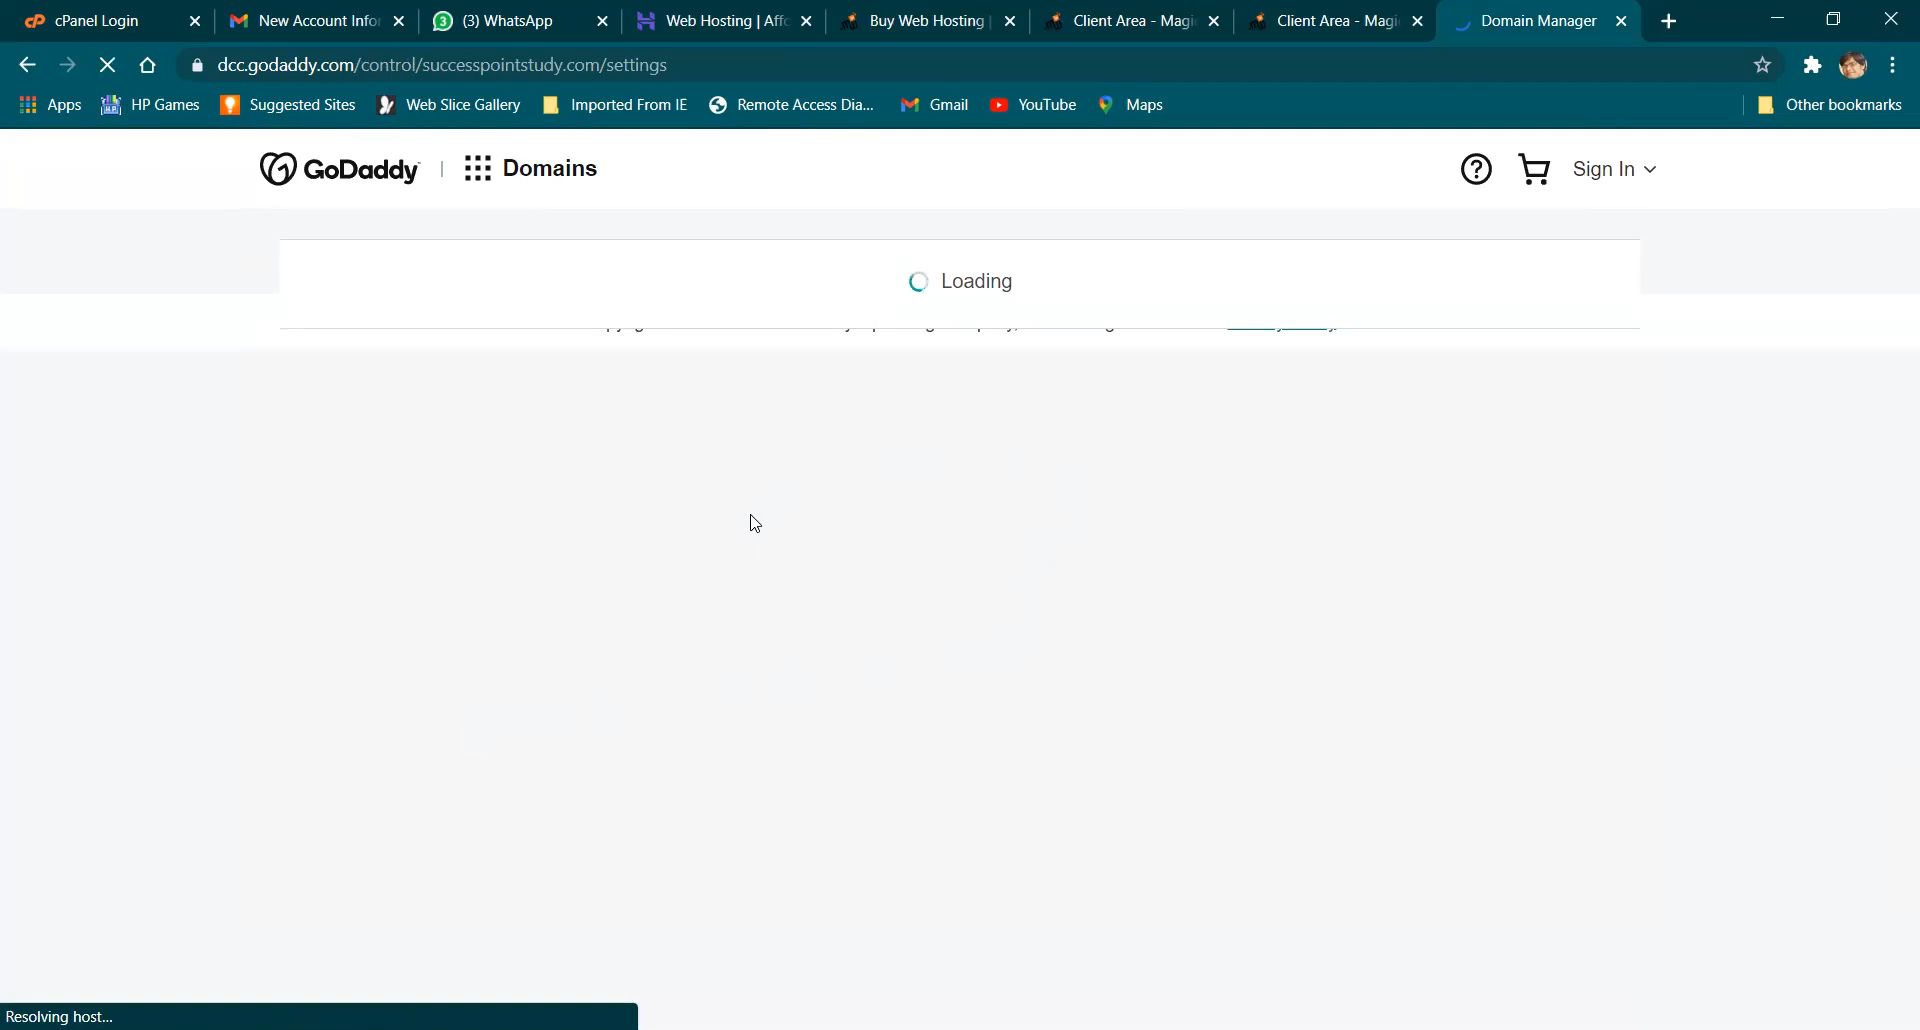 cPanel Login
New Account Infor
(3) WhatsApp
Web Hosting | Affo
Buy Web Hosting |
Client Area - Magi
Client Area - Magi
Domain Manager
dcc.godaddy.com/control/successpointstudy.com/settings
Apps
HP Games
Suggested Sites
Web Slice Gallery
Imported From IE
Remote Access Dia...
Gmail
YouTube
Maps
Other bookmarks
GoDaddy | Domains
Sign In
Loading
Resolving host...